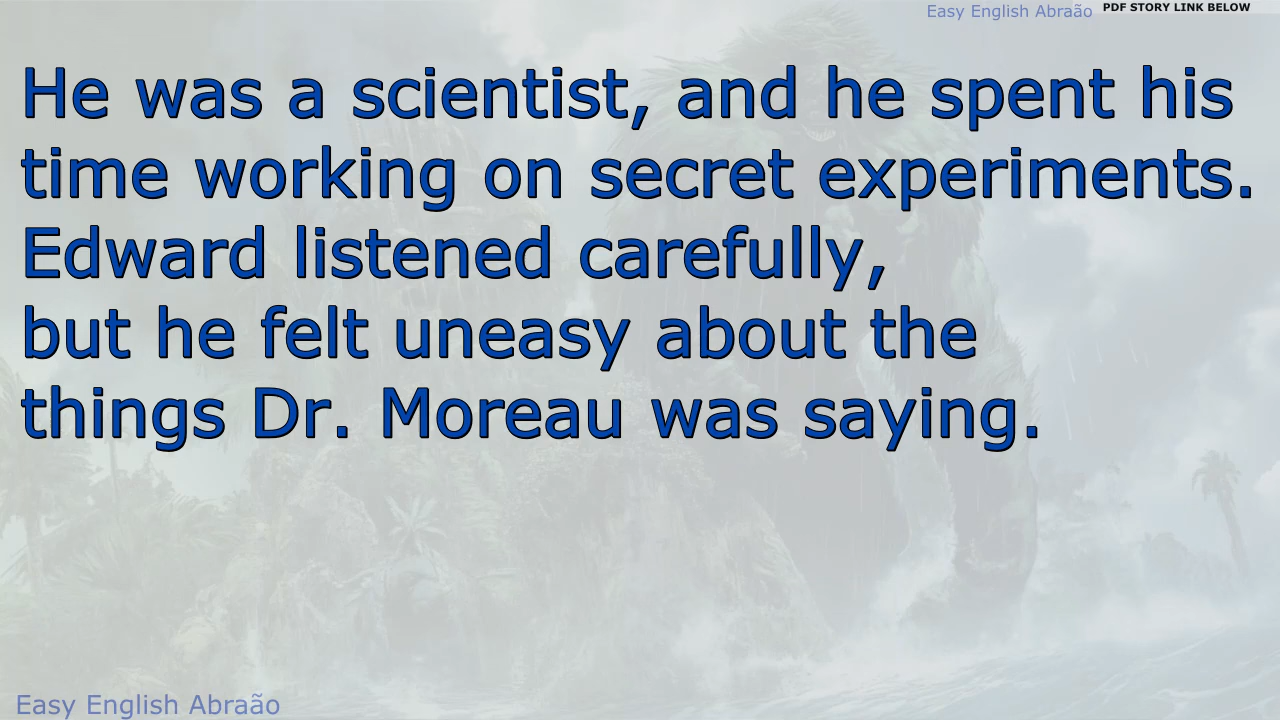 Easy English Abraão PDF STORY LINK BELOW
He was a scientist, and he spent his
time working on secret experiments.
Edward listened carefully,
but he felt uneasy about the
things Dr. Moreau was saying.
Easy English Abraão